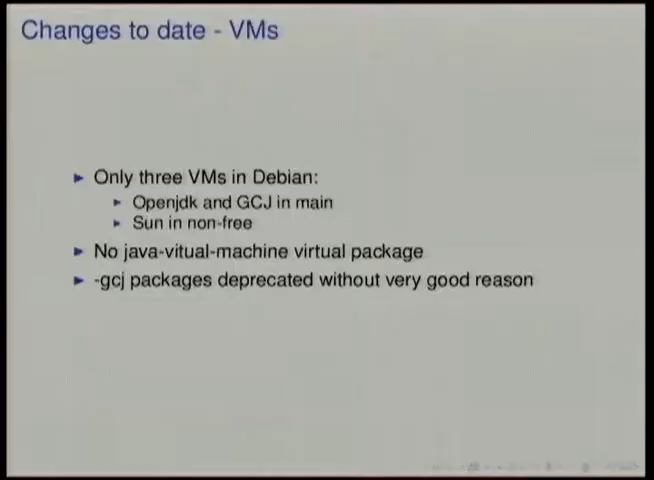 Changes to date - VMs
Only three VMs in Debian:
Openjdk and GCJ in main
Sun in non-free
No java-vitual-machine virtual package
-gcj packages deprecated without very good reason